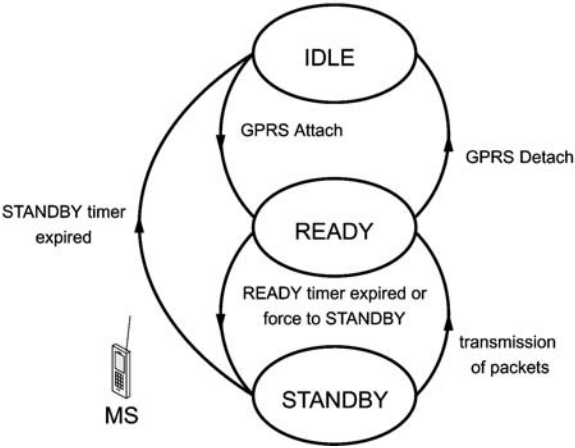 IDLE
GPRS Attach
GPRS Detach
STANDBY timer
expired
READY
READY timer expired or
force to STANDBY
transmission
of packets
STANDBY
MS